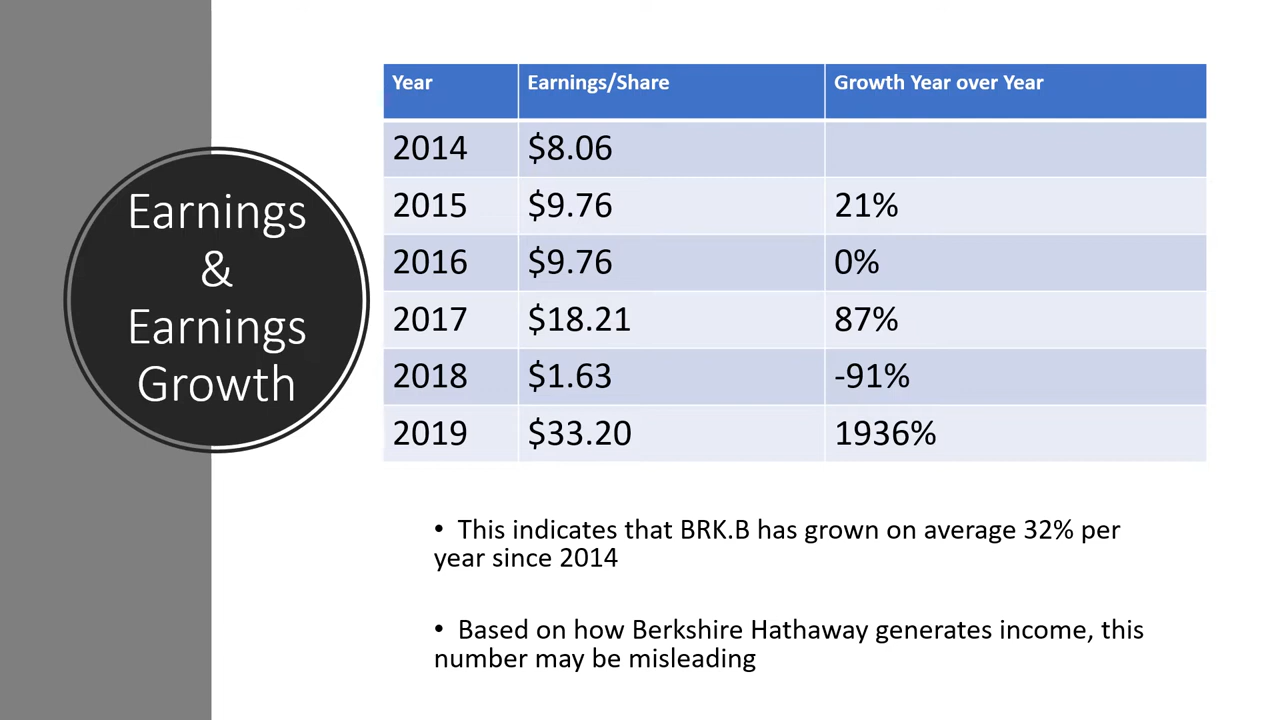 Earnings
&
Earnings
Growth
Year Earnings/Share Growth Year over Year
2014 $8.06
2015 $9.76 21%
2016 $9.76 0%
2017 $18.21 87%
2018 $1.63 -91%
2019 $33.20 1936%
• This indicates that BRK.B has grown on average 32% per
year since 2014
• Based on how Berkshire Hathaway generates income, this
number may be misleading